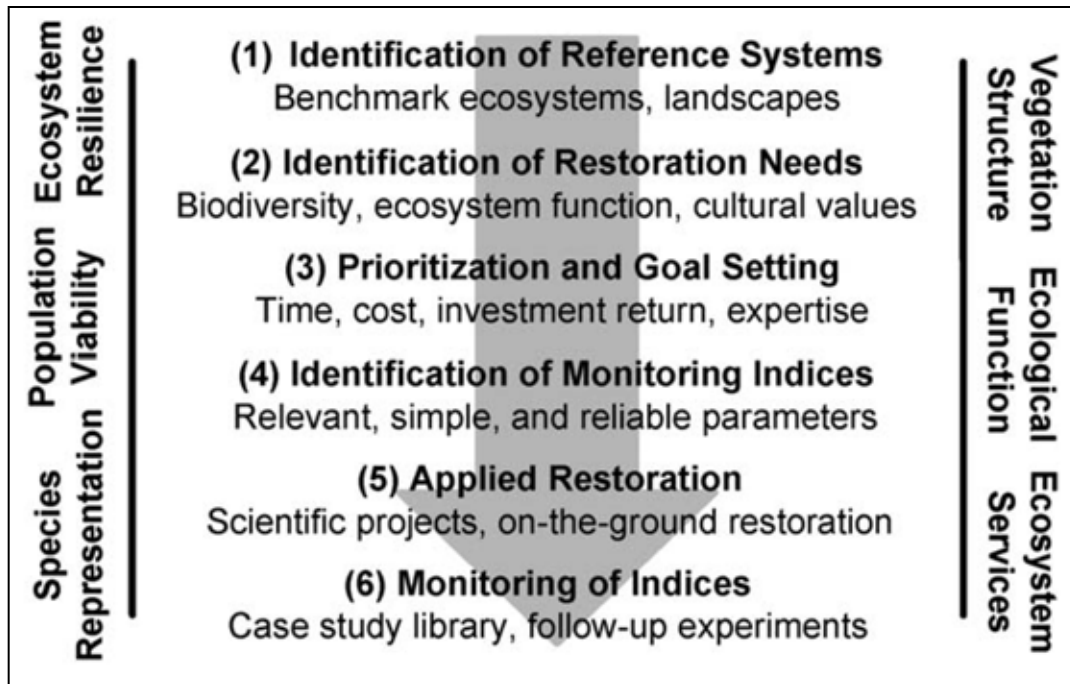 Ecosystem
Resilience
Population
Viability
Species
Representation
(1) Identification of Reference Systems
Benchmark ecosystems, landscapes
(2) Identification of Restoration Needs
Biodiversity, ecosystem function, cultural values
(3) Prioritization and Goal Setting
Time, cost, investment return, expertise
(4) Identification of Monitoring Indices
Relevant, simple, and reliable parameters
(5) Applied Restoration
Scientific projects, on-the-ground restoration
(6) Monitoring of Indices
Case study library, follow-up experiments
Vegetation
Structure
Ecological
Function
Ecosystem
Services